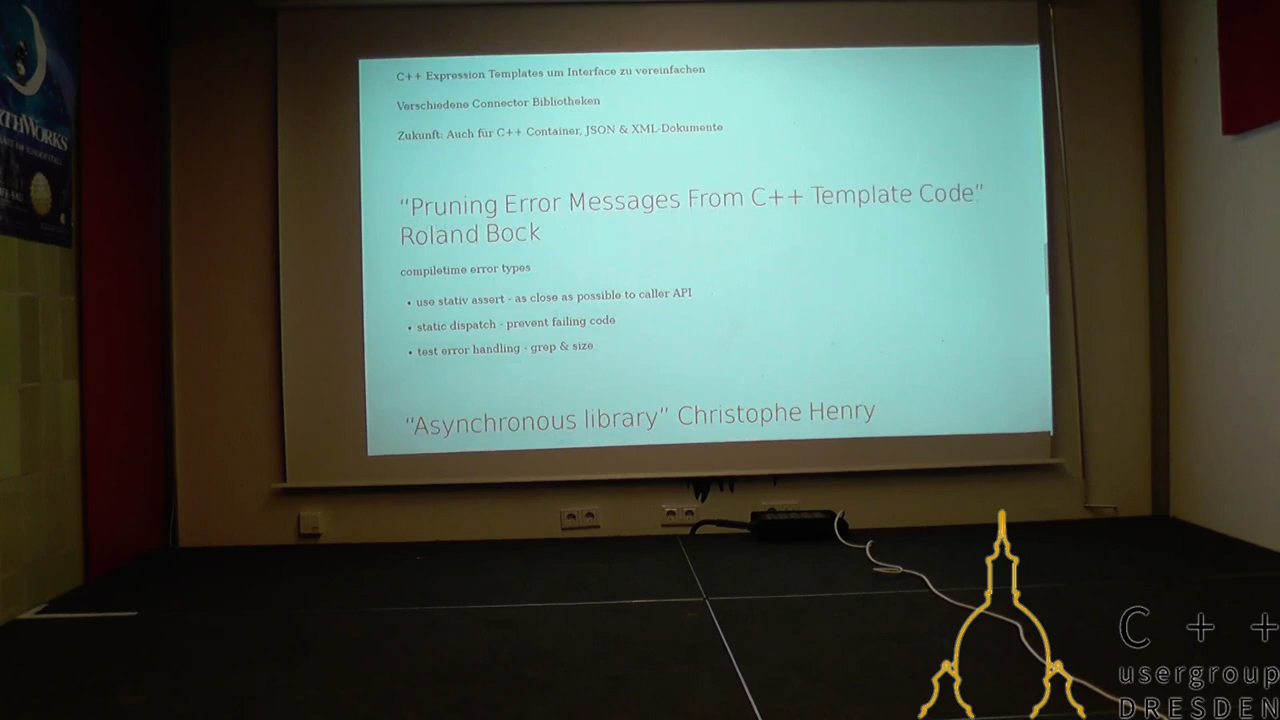 C++ Expression Templates um Interface zu vereinfachen
Verschiedene Connector Bibliotheken
Zukunft: Auch für C++ Container, JSON & XML-Dokumente
“Pruning Error Messages From C++ Template Code”
Roland Bock
compiletime error types
• use stativ assert - as close as possible to caller API
• static dispatch - prevent failing code
• test error handling - grep & size
“Asynchronous library” Christophe Henry
RTHWORKS
C++
usergroup
DRESDEN